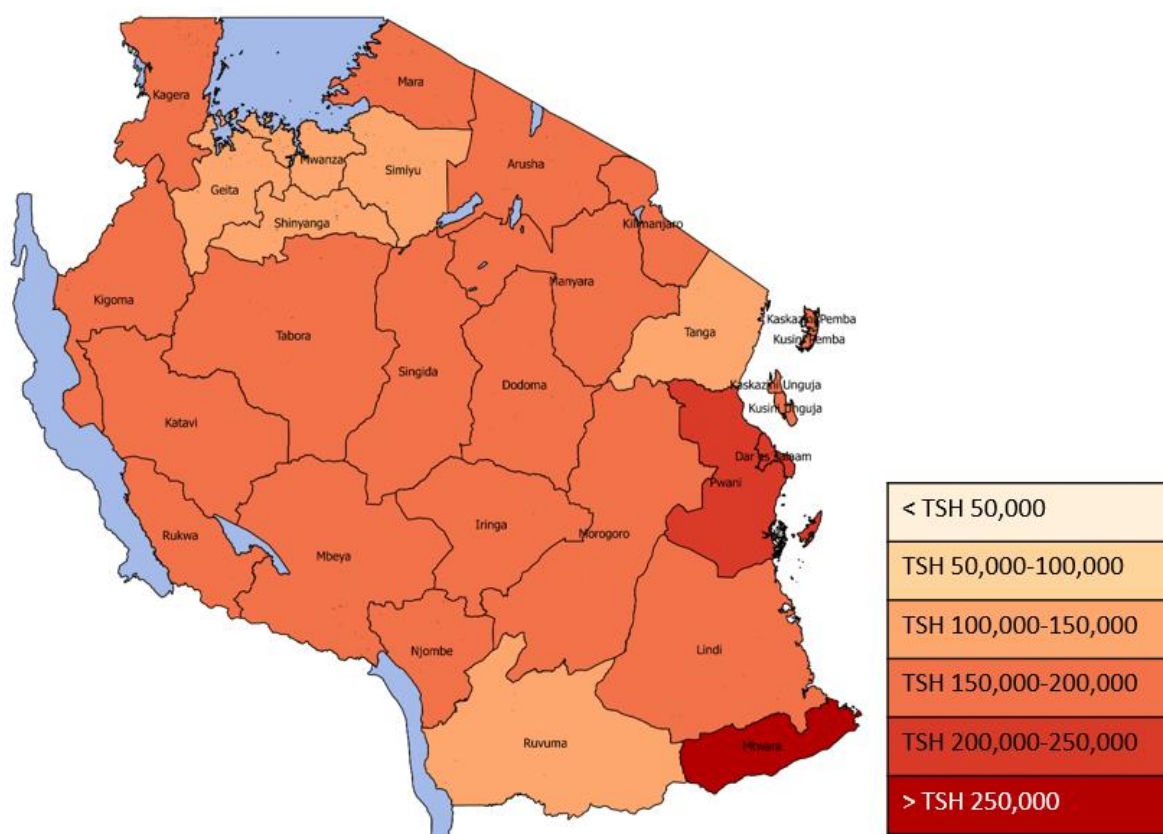 Mara
Kagera
Mwanza
Simiyu
Arusha
Geita
Shinyanga
Kilimanjaro
Kigoma
Manyara
Tabora
Tanga
Kaskazini Pemba
Kusini Pemba
Singida
Dodoma
Kaskazini Unguja
Kusini Unguja
Katavi
Dar es Salaam
Pwani
Iringa
Rukwa
Mbeya
Morogoro
Njombe
Lindi
Ruvuma
Mtwara
< TSH 50,000
TSH 50,000-100,000
TSH 100,000-150,000
TSH 150,000-200,000
TSH 200,000-250,000
> TSH 250,000